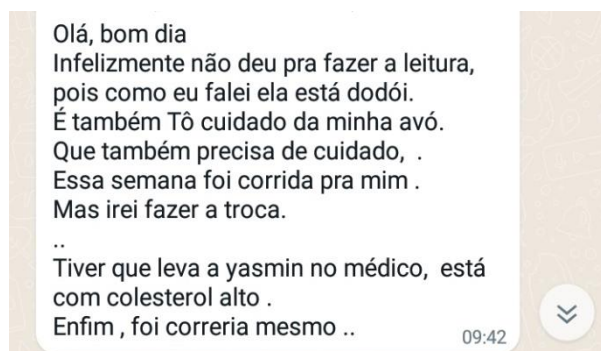 Olá, bom dia
Infelizmente não deu pra fazer a leitura,
pois como eu falei ela está dodói.
É também Tô cuidado da minha avó.
Que também precisa de cuidado,  .
Essa semana foi corrida pra mim .
Mas irei fazer a troca.
..
Tiver que leva a yasmin no médico,  está
com colesterol alto .
Enfim , foi correria mesmo ..
09:42